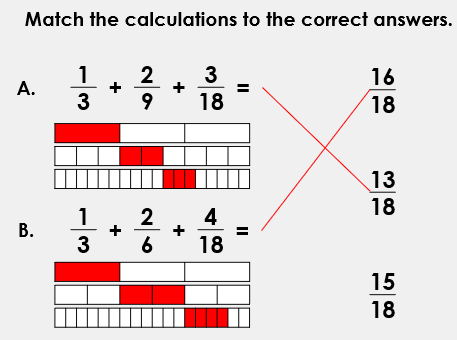 Match the calculations to the correct answers.
A. 1/3 + 2/9 + 3/18 =
16/18
13/18
B. 1/3 + 2/6 + 4/18 =
15/18